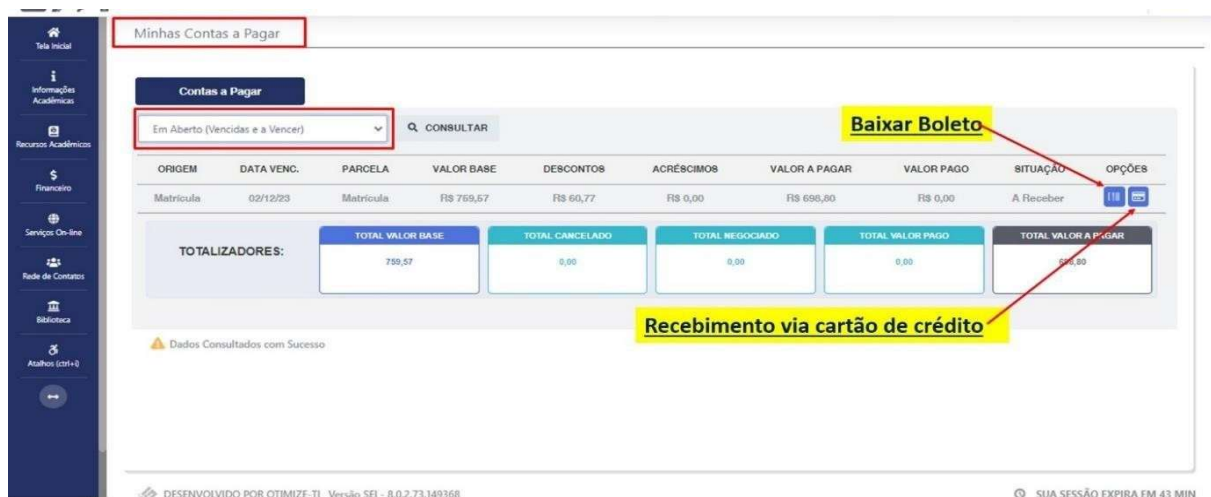 Tela Inicial
Minhas Contas a Pagar
Informações
Acadêmicas
Contas a Pagar
Em Aberto (Vencidas e a Vencer)
CONSULTAR
Baixar Boleto
Recursos Acadêmicos
ORIGEM DATA VENC. PARCELA VALOR BASE DESCONTOS ACRÉSCIMOS VALOR A PAGAR VALOR PAGO SITUAÇÃO OPÇÕES
Financeiro
Matrícula 02/12/23 Matrícula R$ 759,57 R$ 60,77 R$ 0,00 R$ 698,80 R$ 0,00 A Receber
Serviços On-line
TOTALIZADORES:
TOTAL VALOR BASE TOTAL CANCELADO TOTAL NEGOCIADO TOTAL VALOR PAGO TOTAL VALOR A PAGAR
759,57 0,00 0,00 0,00 698,80
Rede de Contatos
Biblioteca
Recebimento via cartão de crédito
Dados Consultados com Sucesso
Atalhos (ctrl+i)
DESENVOLVIDO POR OTIMIZE-TI Versão SEI - 8.0.2.73.149368
SUA SESSÃO EXPIRA EM 43 MIN